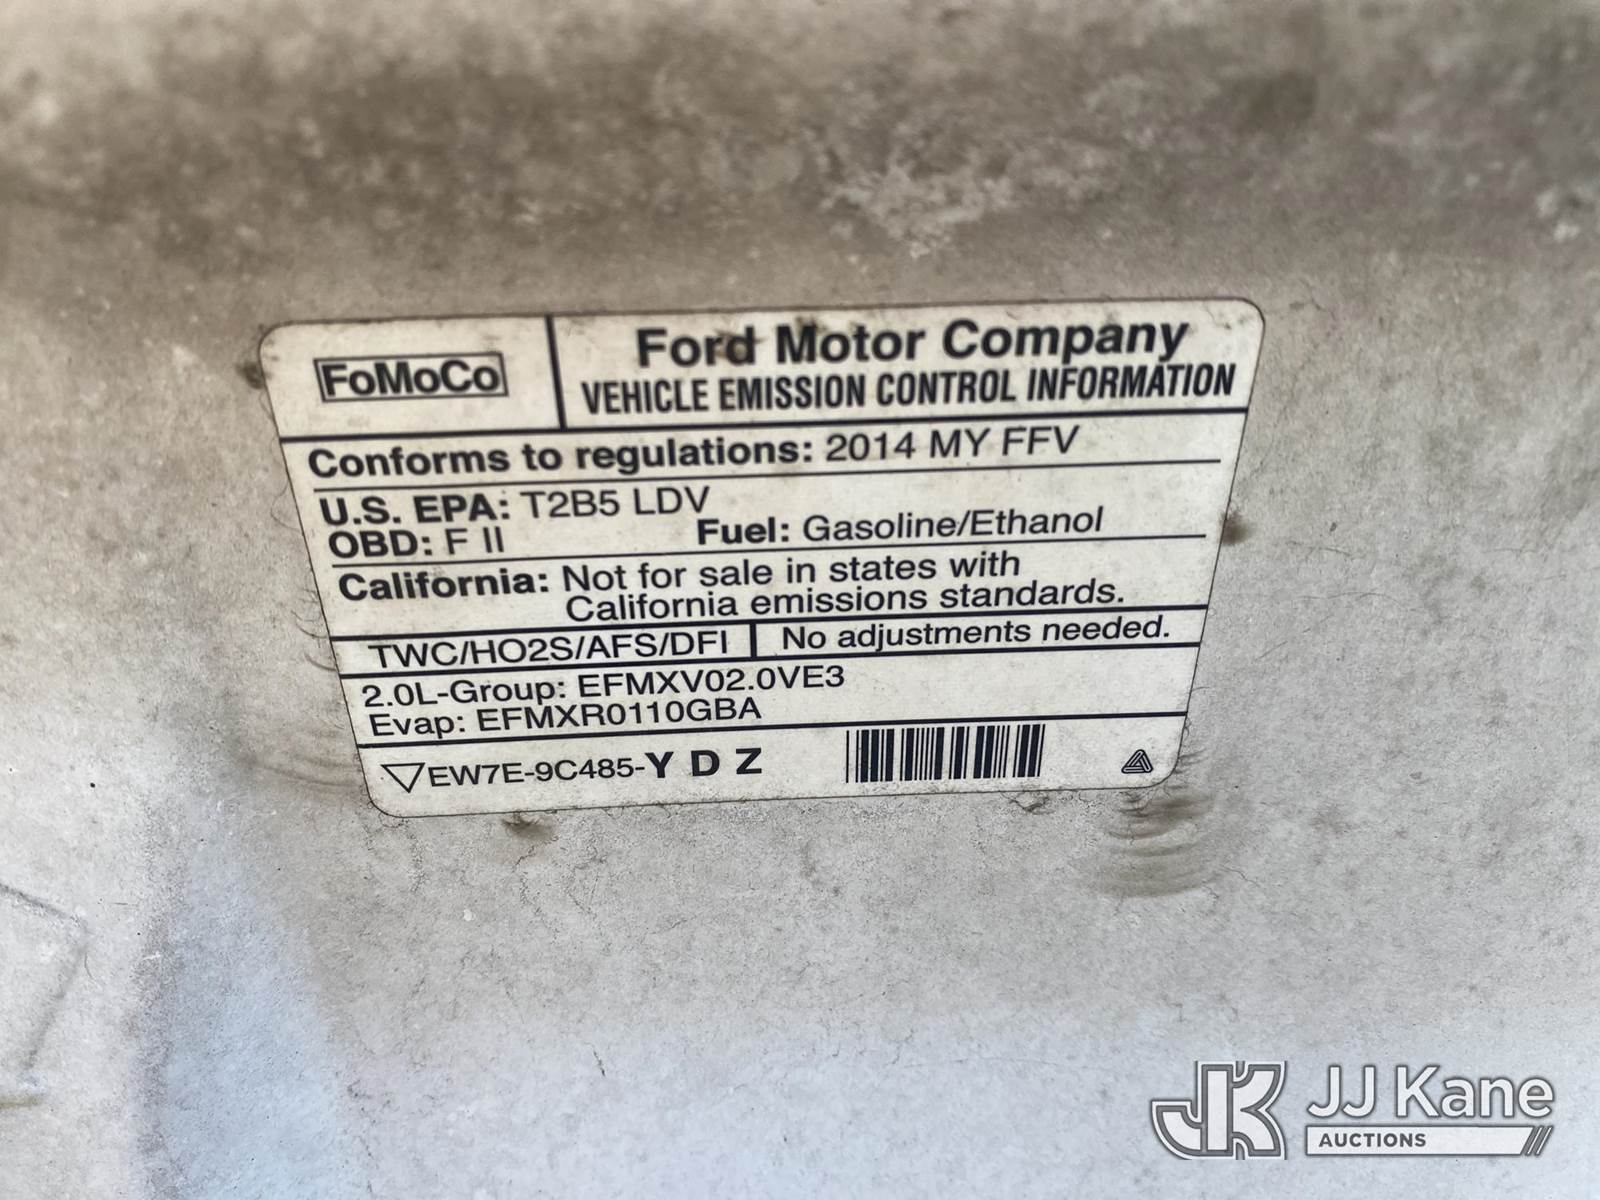 FoMoCo
Ford Motor Company
VEHICLE EMISSION CONTROL INFORMATION
Conforms to regulations: 2014 MY FFV
U.S. EPA: T2B5 LDV
OBD: F II Fuel: Gasoline/Ethanol
California: Not for sale in states with
California emissions standards.
TWC/HO2S/AFS/DFI No adjustments needed.
2.0L-Group: EFMXV02.0VE3
Evap: EFMXR0110GBA
EW7E-9C485-Y D Z
JK JJ Kane
AUCTIONS